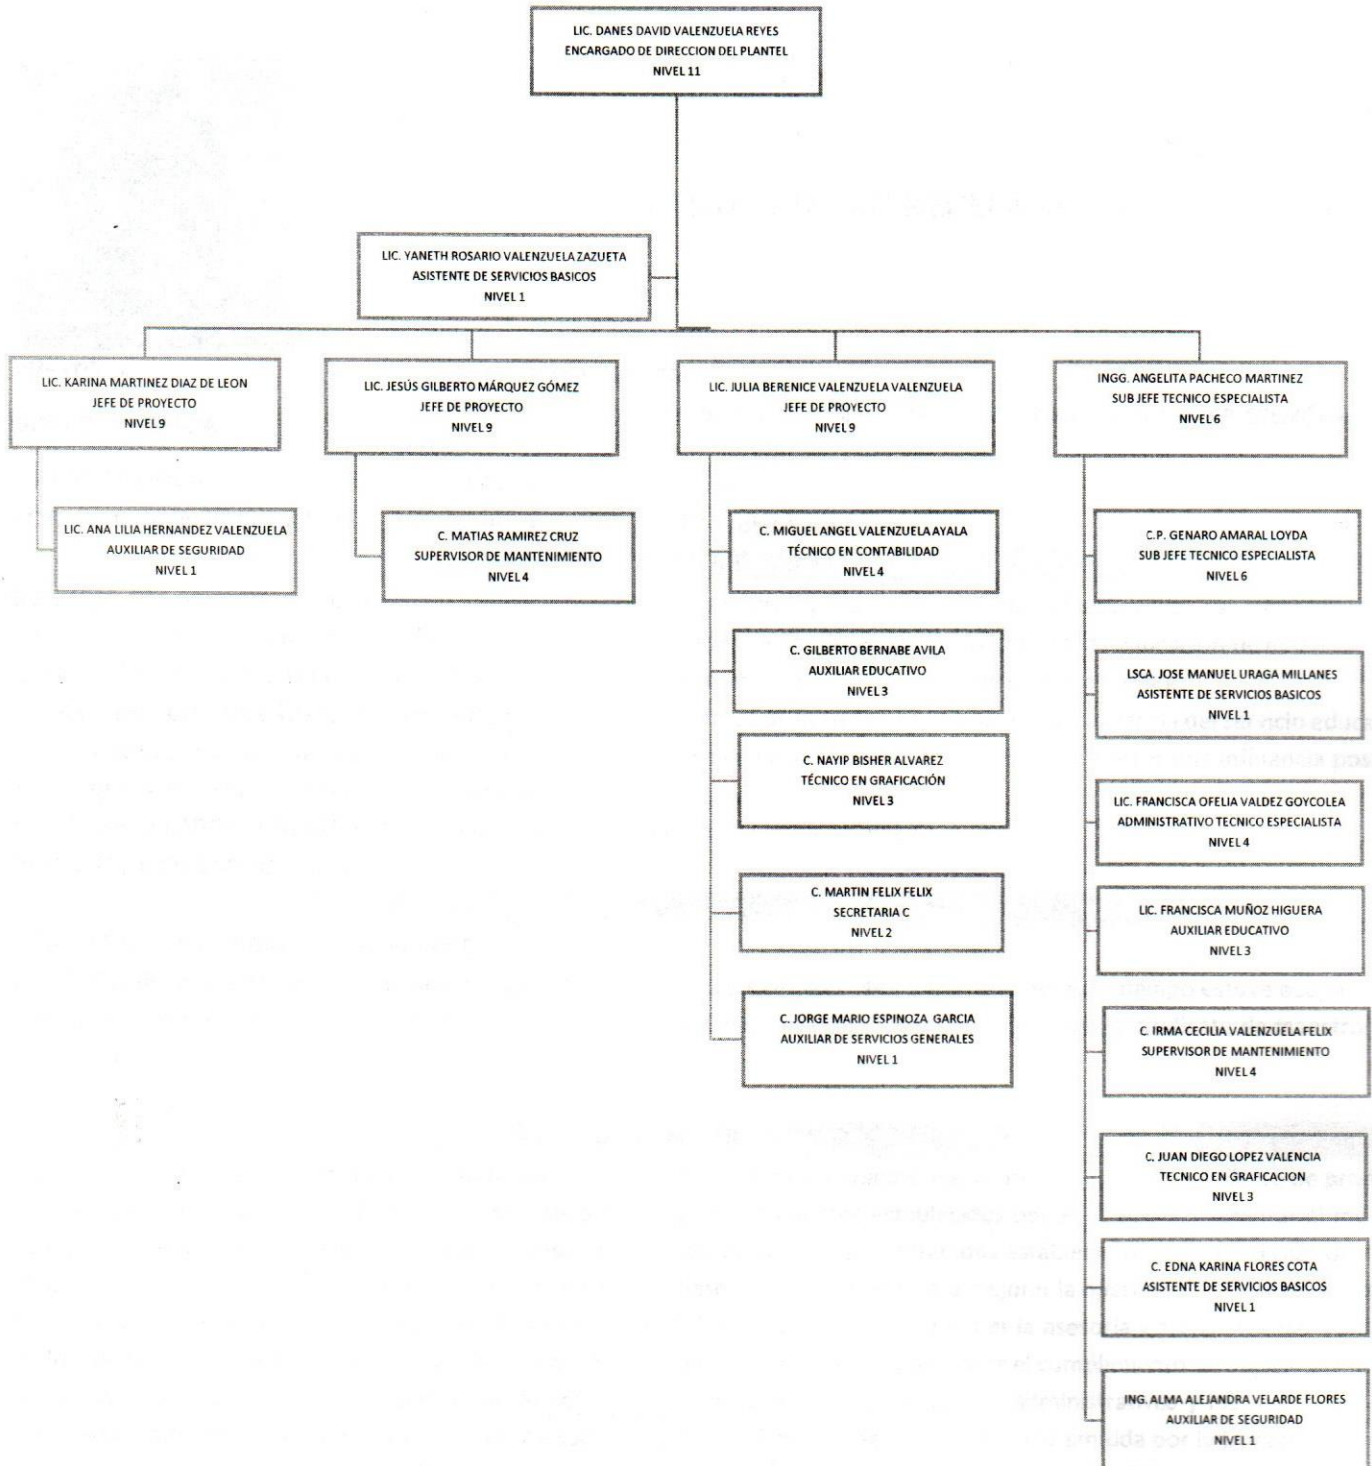 LIC. DANES DAVID VALENZUELA REYES
ENCARGADO DE DIRECCION DEL PLANTEL
NIVEL 11
LIC. YANETH ROSARIO VALENZUELA ZAZUETA
ASISTENTE DE SERVICIOS BASICOS
NIVEL 1
LIC. KARINA MARTINEZ DIAZ DE LEON
JEFE DE PROYECTO
NIVEL 9
LIC. ANA LILIA HERNANDEZ VALENZUELA
AUXILIAR DE SEGURIDAD
NIVEL 1
LIC. JESÚS GILBERTO MÁRQUEZ GÓMEZ
JEFE DE PROYECTO
NIVEL 9
C. MATIAS RAMIREZ CRUZ
SUPERVISOR DE MANTENIMIENTO
NIVEL 4
LIC. JULIA BERENICE VALENZUELA VALENZUELA
JEFE DE PROYECTO
NIVEL 9
C. MIGUEL ANGEL VALENZUELA AYALA
TÉCNICO EN CONTABILIDAD
NIVEL 4
C. GILBERTO BERNABE AVILA
AUXILIAR EDUCATIVO
NIVEL 3
C. NAYIP BISHER ALVAREZ
TÉCNICO EN GRAFICACIÓN
NIVEL 3
C. MARTIN FELIX FELIX
SECRETARIA C
NIVEL 2
C. JORGE MARIO ESPINOZA GARCIA
AUXILIAR DE SERVICIOS GENERALES
NIVEL 1
INGG. ANGELITA PACHECO MARTINEZ
SUB JEFE TECNICO ESPECIALISTA
NIVEL 6
C.P. GENARO AMARAL LOYDA
SUB JEFE TECNICO ESPECIALISTA
NIVEL 6
LSCA. JOSE MANUEL URAGA MILLANES
ASISTENTE DE SERVICIOS BASICOS
NIVEL 1
LIC. FRANCISCA OFELIA VALDEZ GOYCOLEA
ADMINISTRATIVO TECNICO ESPECIALISTA
NIVEL 4
LIC. FRANCISCA MUÑOZ HIGUERA
AUXILIAR EDUCATIVO
NIVEL 3
C. IRMA CECILIA VALENZUELA FELIX
SUPERVISOR DE MANTENIMIENTO
NIVEL 4
C. JUAN DIEGO LOPEZ VALENCIA
TECNICO EN GRAFICACION
NIVEL 3
C. EDNA KARINA FLORES COTA
ASISTENTE DE SERVICIOS BASICOS
NIVEL 1
ING. ALMA ALEJANDRA VELARDE FLORES
AUXILIAR DE SEGURIDAD
NIVEL 1